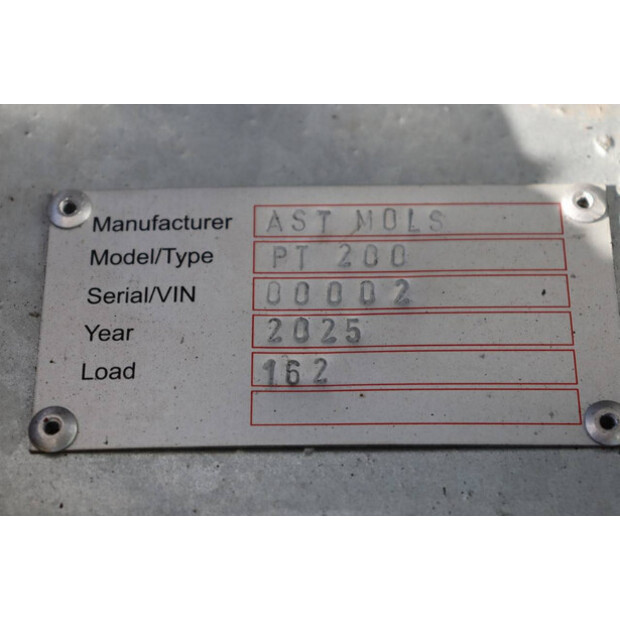 Manufacturer AST MOLS
Model/Type PT 200
Serial/VIN 00002
Year 2025
Load 162